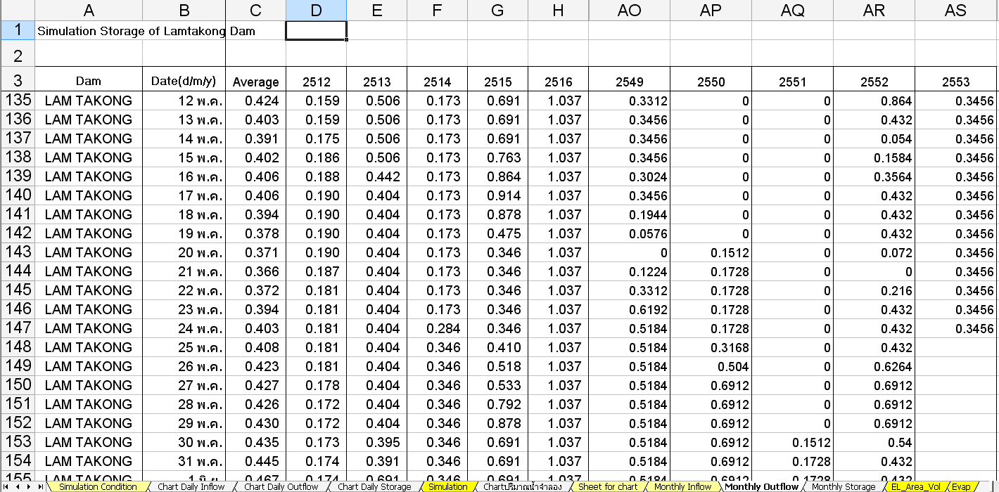 A B C D E F G H AO AP AQ AR AS
1 Simulation Storage of Lamtakong Dam
2
3 Dam Date(d/m/y) Average 2512 2513 2514 2515 2516 2549 2550 2551 2552 2553
135 LAM TAKONG 12 พ.ค. 0.424 0.159 0.506 0.173 0.691 1.037 0.3312 0 0 0.864 0.3456
136 LAM TAKONG 13 พ.ค. 0.403 0.159 0.506 0.173 0.691 1.037 0.3456 0 0 0.432 0.3456
137 LAM TAKONG 14 พ.ค. 0.391 0.175 0.506 0.173 0.691 1.037 0.3456 0 0 0.054 0.3456
138 LAM TAKONG 15 พ.ค. 0.402 0.186 0.506 0.173 0.763 1.037 0.3456 0 0 0.1584 0.3456
139 LAM TAKONG 16 พ.ค. 0.406 0.188 0.442 0.173 0.864 1.037 0.3024 0 0 0.3564 0.3456
140 LAM TAKONG 17 พ.ค. 0.406 0.190 0.404 0.173 0.914 1.037 0.3456 0 0 0.432 0.3456
141 LAM TAKONG 18 พ.ค. 0.394 0.190 0.404 0.173 0.878 1.037 0.1944 0 0 0.432 0.3456
142 LAM TAKONG 19 พ.ค. 0.378 0.190 0.404 0.173 0.475 1.037 0.0576 0 0 0.432 0.3456
143 LAM TAKONG 20 พ.ค. 0.371 0.190 0.404 0.173 0.346 1.037 0 0.1512 0 0.072 0.3456
144 LAM TAKONG 21 พ.ค. 0.366 0.187 0.404 0.173 0.346 1.037 0.1224 0.1728 0 0 0.3456
145 LAM TAKONG 22 พ.ค. 0.372 0.181 0.404 0.173 0.346 1.037 0.3312 0.1728 0 0.216 0.3456
146 LAM TAKONG 23 พ.ค. 0.394 0.181 0.404 0.173 0.346 1.037 0.6192 0.1728 0 0.432 0.3456
147 LAM TAKONG 24 พ.ค. 0.403 0.181 0.404 0.284 0.346 1.037 0.5184 0.1728 0 0.432 0.3456
148 LAM TAKONG 25 พ.ค. 0.408 0.181 0.404 0.346 0.410 1.037 0.5184 0.3168 0 0.432
149 LAM TAKONG 26 พ.ค. 0.423 0.181 0.404 0.346 0.518 1.037 0.5184 0.504 0 0.6264
150 LAM TAKONG 27 พ.ค. 0.427 0.178 0.404 0.346 0.533 1.037 0.5184 0.6912 0 0.6912
151 LAM TAKONG 28 พ.ค. 0.426 0.172 0.404 0.346 0.792 1.037 0.5184 0.6912 0 0.6912
152 LAM TAKONG 29 พ.ค. 0.430 0.172 0.404 0.346 0.878 1.037 0.5184 0.6912 0 0.6912
153 LAM TAKONG 30 พ.ค. 0.435 0.173 0.395 0.346 0.691 1.037 0.5184 0.6912 0.1512 0.54
154 LAM TAKONG 31 พ.ค. 0.445 0.174 0.391 0.346 0.691 1.037 0.5184 0.6912 0.1728 0.432
155 LAM TAKONG 1 มิ.ย. 0.467 0.174 0.691 0.346 0.691 1.037 0.5184 0.6912 0.1728 0.432
Simulation Condition Chart Daily Inflow Chart Daily Outflow Chart Daily Storage Simulation Chartปริมาณน้ำจำลอง Sheet for chart Monthly Inflow Monthly Outflow Monthly Storage EL_Area_Vol Evap